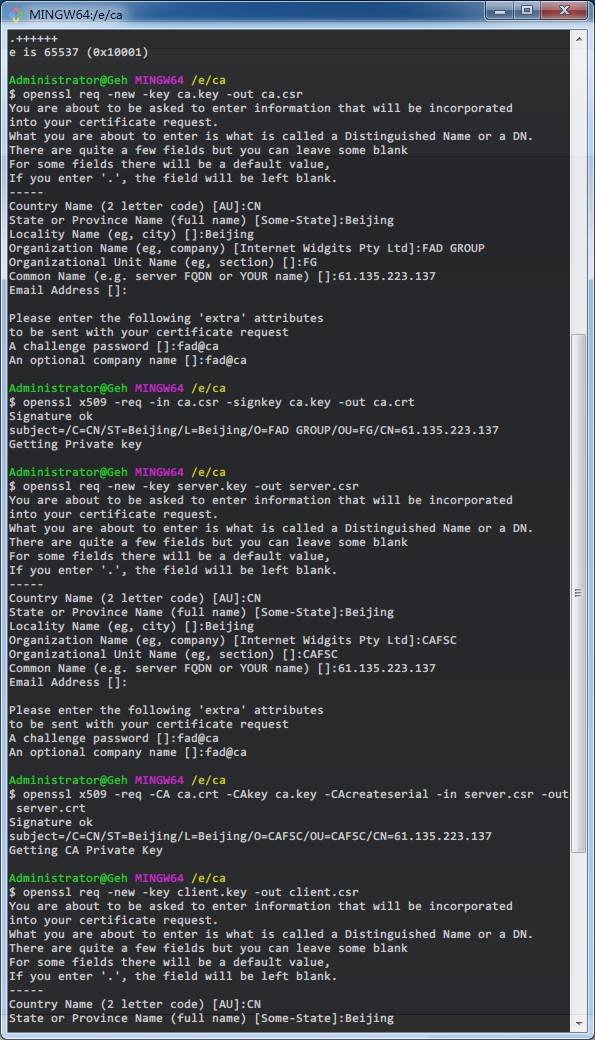 MINGW64:/e/ca
.++++++
e is 65537 (0x10001)
Administrator@Geh MINGW64 /e/ca
$ openssl req -new -key ca.key -out ca.csr
You are about to be asked to enter information that will be incorporated
into your certificate request.
What you are about to enter is what is called a Distinguished Name or a DN.
There are quite a few fields but you can leave some blank
For some fields there will be a default value,
If you enter '.', the field will be left blank.
-----
Country Name (2 letter code) [AU]:CN
State or Province Name (full name) [Some-State]:Beijing
Locality Name (eg, city) []:Beijing
Organization Name (eg, company) [Internet Widgits Pty Ltd]:FAD GROUP
Organizational Unit Name (eg, section) []:FG
Common Name (e.g. server FQDN or YOUR name) []:61.135.223.137
Email Address []:
Please enter the following 'extra' attributes
to be sent with your certificate request
A challenge password []:fad@ca
An optional company name []:fad@ca
Administrator@Geh MINGW64 /e/ca
$ openssl x509 -req -in ca.csr -signkey ca.key -out ca.crt
Signature ok
subject=/C=CN/ST=Beijing/L=Beijing/O=FAD GROUP/OU=FG/CN=61.135.223.137
Getting Private key
Administrator@Geh MINGW64 /e/ca
$ openssl req -new -key server.key -out server.csr
You are about to be asked to enter information that will be incorporated
into your certificate request.
What you are about to enter is what is called a Distinguished Name or a DN.
There are quite a few fields but you can leave some blank
For some fields there will be a default value,
If you enter '.', the field will be left blank.
-----
Country Name (2 letter code) [AU]:CN
State or Province Name (full name) [Some-State]:Beijing
Locality Name (eg, city) []:Beijing
Organization Name (eg, company) [Internet Widgits Pty Ltd]:CAFSC
Organizational Unit Name (eg, section) []:CAFSC
Common Name (e.g. server FQDN or YOUR name) []:61.135.223.137
Email Address []:
Please enter the following 'extra' attributes
to be sent with your certificate request
A challenge password []:fad@ca
An optional company name []:fad@ca
Administrator@Geh MINGW64 /e/ca
$ openssl x509 -req -CA ca.crt -CAkey ca.key -CAcreateserial -in server.csr -out
 server.crt
Signature ok
subject=/C=CN/ST=Beijing/L=Beijing/O=CAFSC/OU=CAFSC/CN=61.135.223.137
Getting CA Private Key
Administrator@Geh MINGW64 /e/ca
$ openssl req -new -key client.key -out client.csr
You are about to be asked to enter information that will be incorporated
into your certificate request.
What you are about to enter is what is called a Distinguished Name or a DN.
There are quite a few fields but you can leave some blank
For some fields there will be a default value,
If you enter '.', the field will be left blank.
-----
Country Name (2 letter code) [AU]:CN
State or Province Name (full name) [Some-State]:Beijing